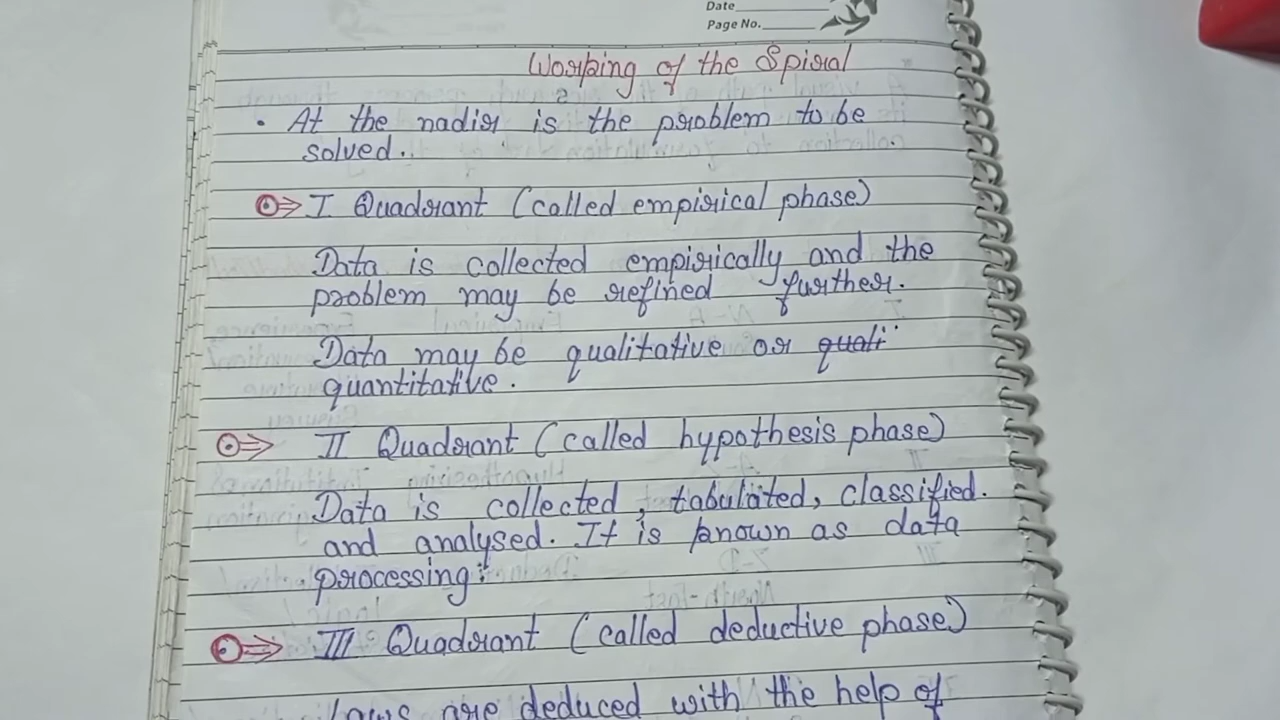 Date
Page No.
Working of the Spiral
• At the nadir is the problem to be
solved.
I Quadrant (called empirical phase)
Data is collected empirically and the
problem may be refined further.
Data may be qualitative or quali
quantitative.
II Quadrant (called hypothesis phase)
Data is collected, tabulated, classified.
and analysed. It is known as data
processing.
III Quadrant (called deductive phase)
Laws are deduced with the help of